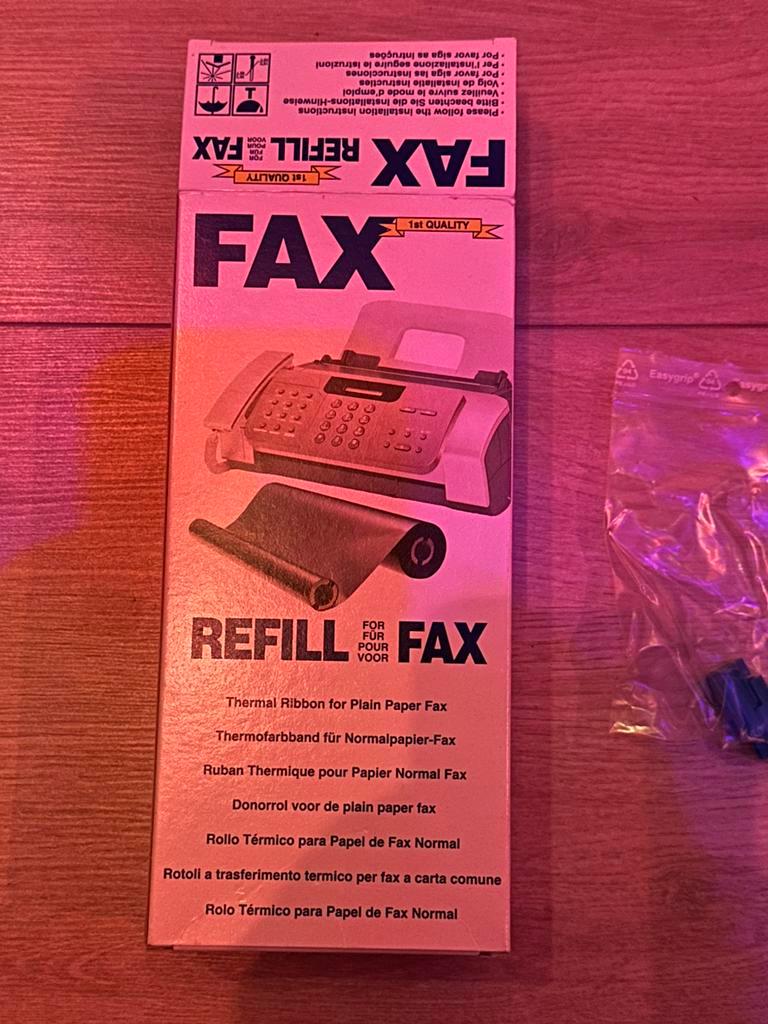 Please follow the installation instructions
Bitte beachten Sie die Installations-Hinweise
Veuillez suivre le mode d'emploi
Volg de installatie instructies
Por favor siga las instrucciones
Per l'installazione seguire le istruzioni
Por favor siga as intruções
1st QUALITY
FAX REFILL FOR FÜR POUR VOOR FAX
FAX
1st QUALITY
REFILL FOR FÜR POUR VOOR FAX
Thermal Ribbon for Plain Paper Fax
Thermofarbband für Normalpapier-Fax
Ruban Thermique pour Papier Normal Fax
Donorrol voor de plain paper fax
Rollo Térmico para Papel de Fax Normal
Rotoli a trasferimento termico per fax a carta comune
Rolo Térmico para Papel de Fax Normal
Easygrip®